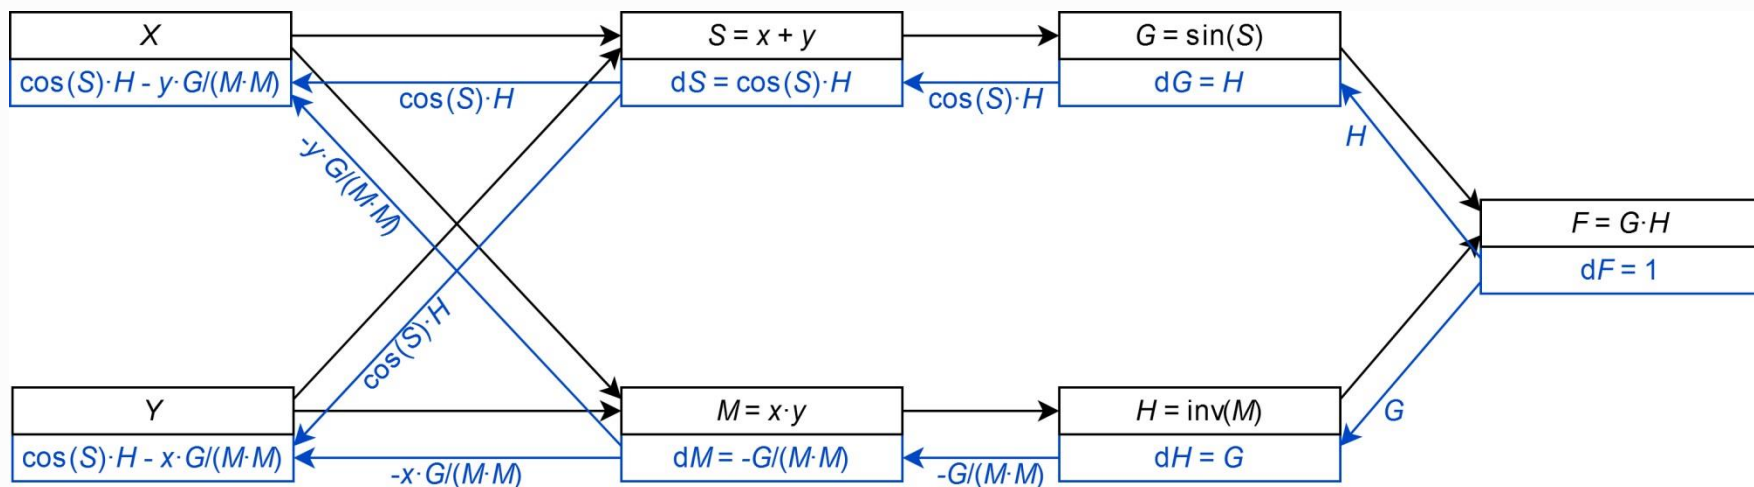 X
cos(S)·H - y·G/(M·M)
cos(S)·H
S = x + y
dS = cos(S)·H
cos(S)·H
G = sin(S)
dG = H
H
-y·G/(M·M)
F = G·H
dF = 1
cos(S)·H
Y
cos(S)·H - x·G/(M·M)
-x·G/(M·M)
M = x·y
dM = -G/(M·M)
-G/(M·M)
H = inv(M)
dH = G
G